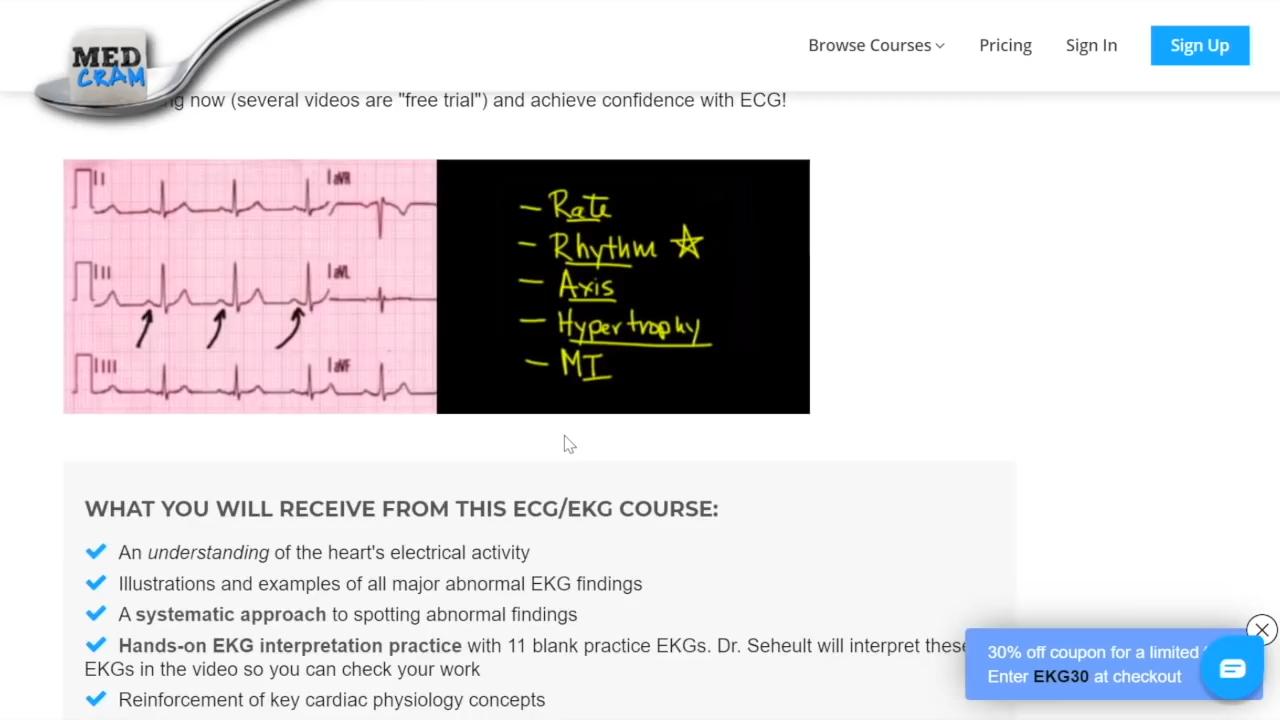 MED
CRAM
Browse Courses
Pricing
Sign In
Sign Up
now (several videos are "free trial") and achieve confidence with ECG!
I
aVR
II
aVL
III
aVF
- Rate
- Rhythm
- Axis
- Hypertrophy
- MI
WHAT YOU WILL RECEIVE FROM THIS ECG/EKG COURSE:
An understanding of the heart's electrical activity
Illustrations and examples of all major abnormal EKG findings
A systematic approach to spotting abnormal findings
Hands-on EKG interpretation practice with 11 blank practice EKGs. Dr. Seheult will interpret these
EKGs in the video so you can check your work
Reinforcement of key cardiac physiology concepts
30% off coupon for a limited
Enter EKG30 at checkout